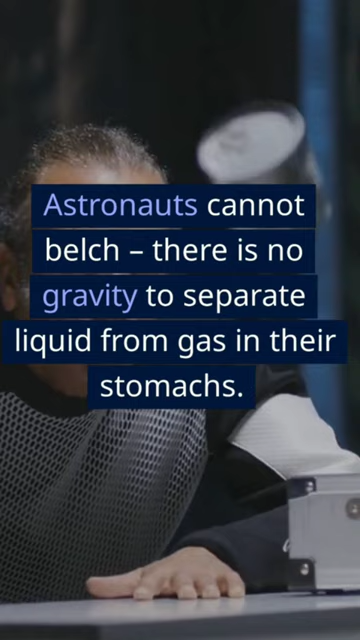 Astronauts cannot
belch – there is no
gravity to separate
liquid from gas in their
stomachs.